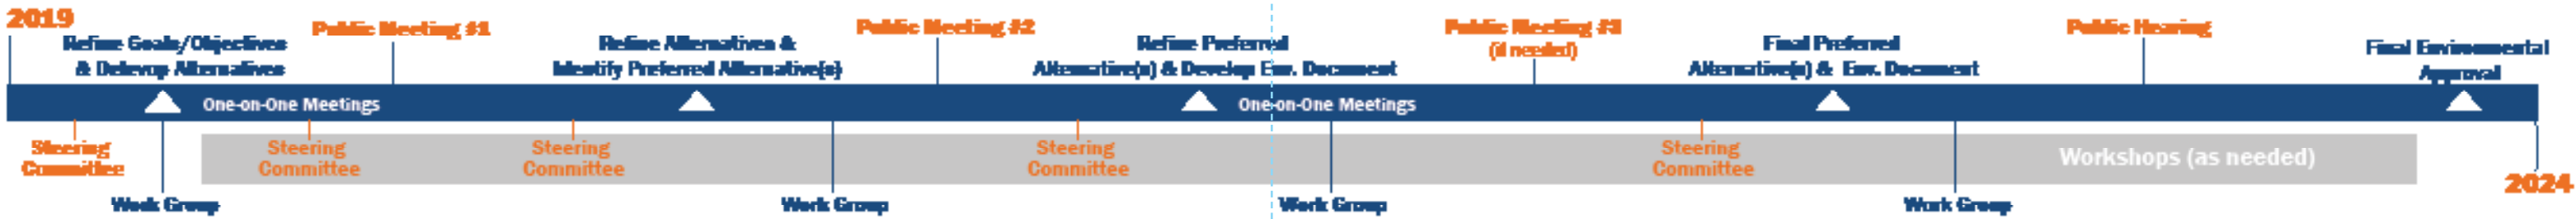 2019
Refine Goals/Objectives
& Delevop Alternatives
Public Meeting #1
Refine Alternatives &
Identify Preferred Alternative(s)
Public Meeting #2
Refine Preferred
Alternative(s) & Develop Env. Document
Public Meeting #3
(if needed)
Final Preferred
Alternative(s) & Env. Document
Public Hearing
Final Environmental
Approval
One-on-One Meetings
One-on-One Meetings
Steering
Committee
Steering
Committee
Steering
Committee
Steering
Committee
Steering
Committee
Workshops (as needed)
2024
Work Group
Work Group
Work Group
Work Group